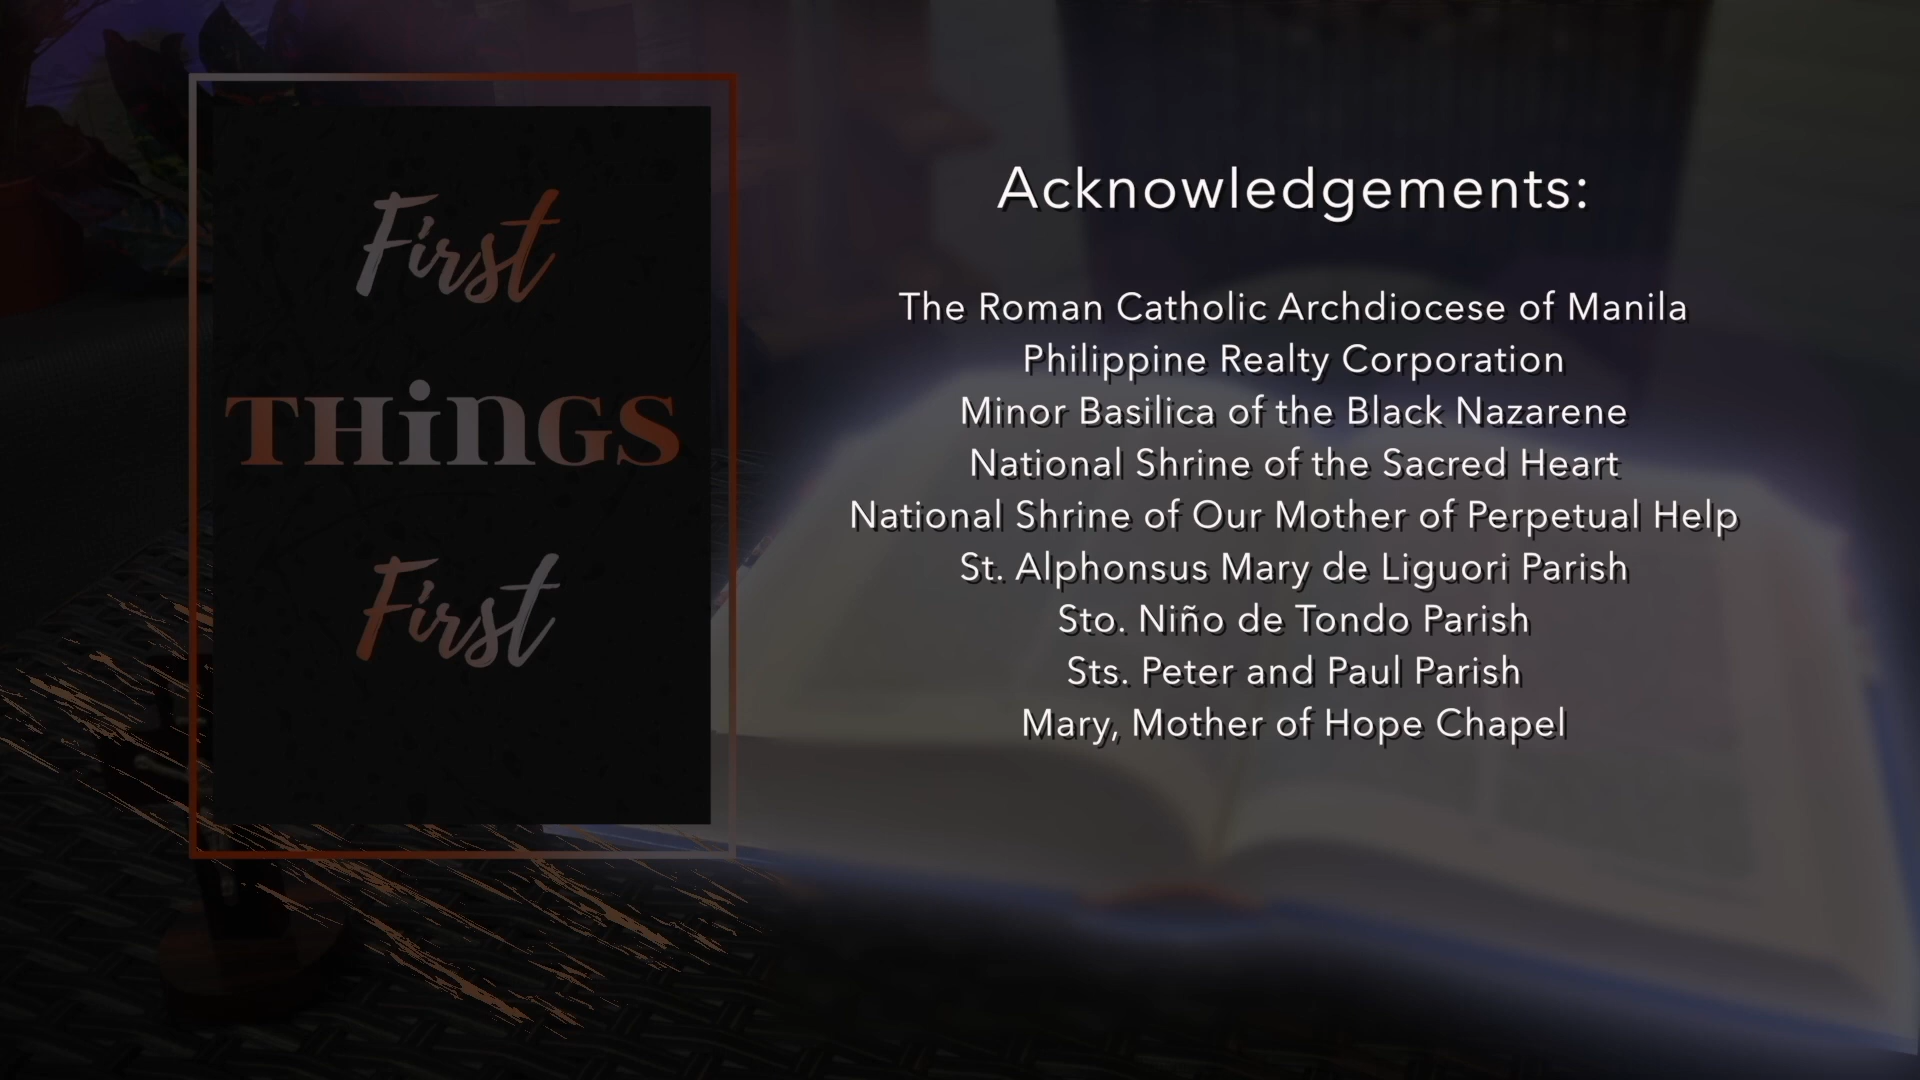 First
THiNGS
First
Acknowledgements:
The Roman Catholic Archdiocese of Manila
Philippine Realty Corporation
Minor Basilica of the Black Nazarene
National Shrine of the Sacred Heart
National Shrine of Our Mother of Perpetual Help
St. Alphonsus Mary de Liguori Parish
Sto. Niño de Tondo Parish
Sts. Peter and Paul Parish
Mary, Mother of Hope Chapel